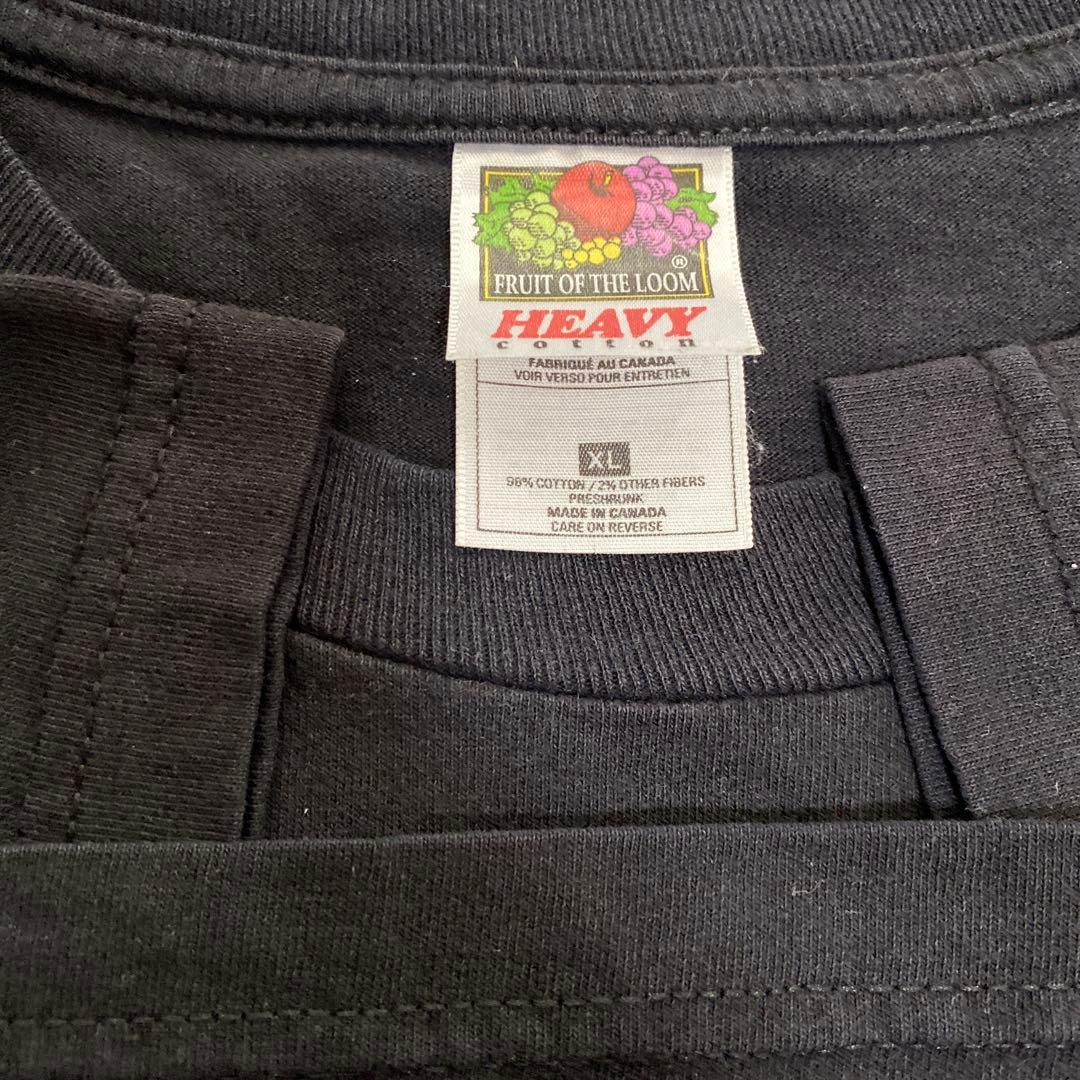 ®
FRUIT OF THE LOOM
HEAVY
cotton
FABRIQUÉ AU CANADA
VOIR VERSO POUR ENTRETIEN
XL
98% COTTON / 2% OTHER FIBERS
PRESHRUNK
MADE IN CANADA
CARE ON REVERSE